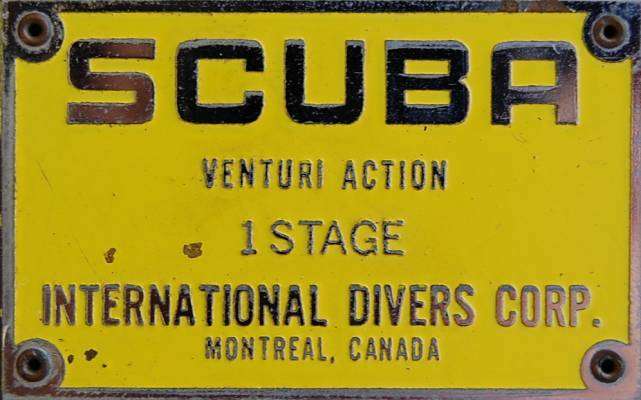 SCUBA
VENTURI ACTION
1 STAGE
INTERNATIONAL DIVERS CORP.
MONTREAL, CANADA